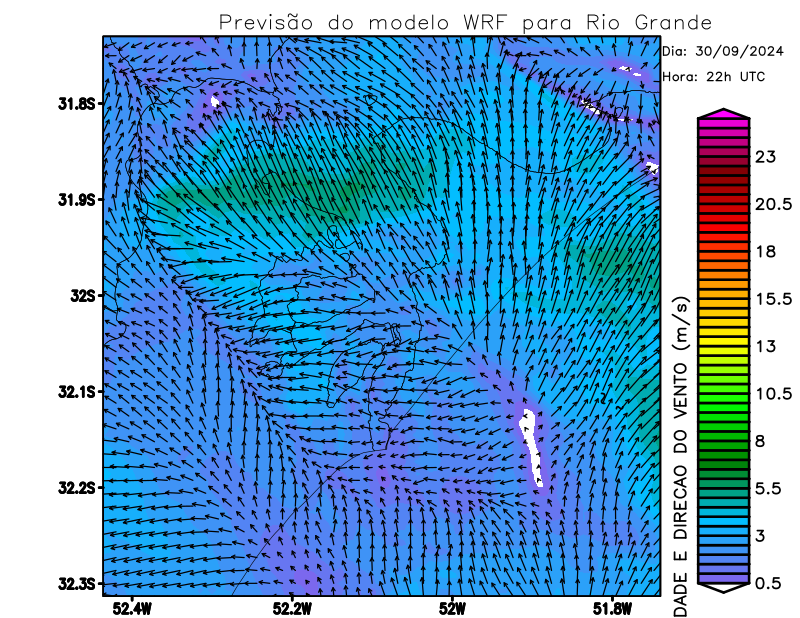 Previsão do modelo WRF para Rio Grande
Dia: 30/09/2024
Hora: 22h UTC
31.8S
31.9S
32S
32.1S
32.2S
32.3S
52.4W
52.2W
52W
51.8W
23
20.5
18
15.5
13
10.5
8
5.5
3
0.5
DADE E DIRECAO DO VENTO (m/s)